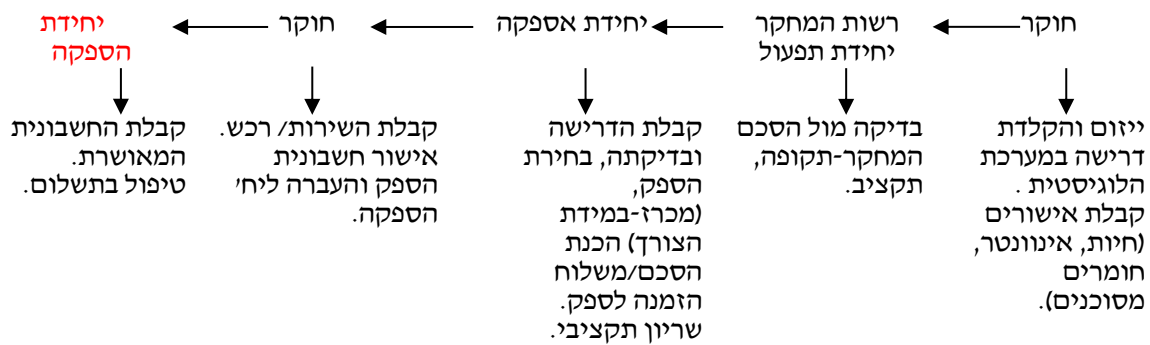 חוקר
רשות המחקר
יחידת תפעול
יחידת אספקה
חוקר
יחידת
הספקה
ייזום והקלדת
דרישה במערכת
הלוגיסטית .
קבלת אישורים
(חיות, אינוונטר,
חומרים
מסוכנים).
בדיקה מול הסכם
המחקר-תקופה,
תקציב.
קבלת הדרישה
ובדיקתה, בחירת
הספק,
(מכרז-במידת
הצורך) הכנת
הסכם/משלוח
הזמנה לספק.
שריון תקציבי.
קבלת השירות/ רכש.
אישור חשבונית
הספק והעברה ליח'
הספקה.
קבלת החשבונית
המאושרת.
טיפול בתשלום.